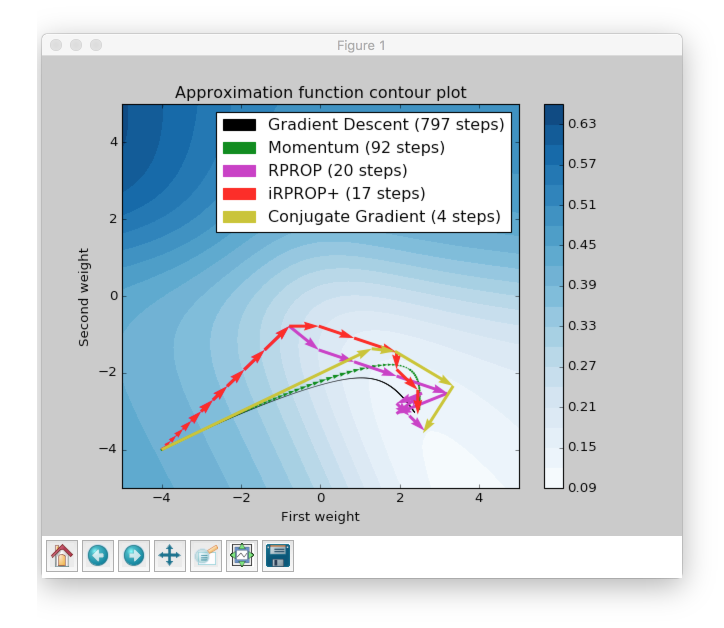 Figure 1
Approximation function contour plot
Gradient Descent (797 steps)
Momentum (92 steps)
RPROP (20 steps)
iRPROP+ (17 steps)
Conjugate Gradient (4 steps)
Second weight
4
2
0
−2
−4
−4 −2 0 2 4
First weight
0.63
0.57
0.51
0.45
0.39
0.33
0.27
0.21
0.15
0.09